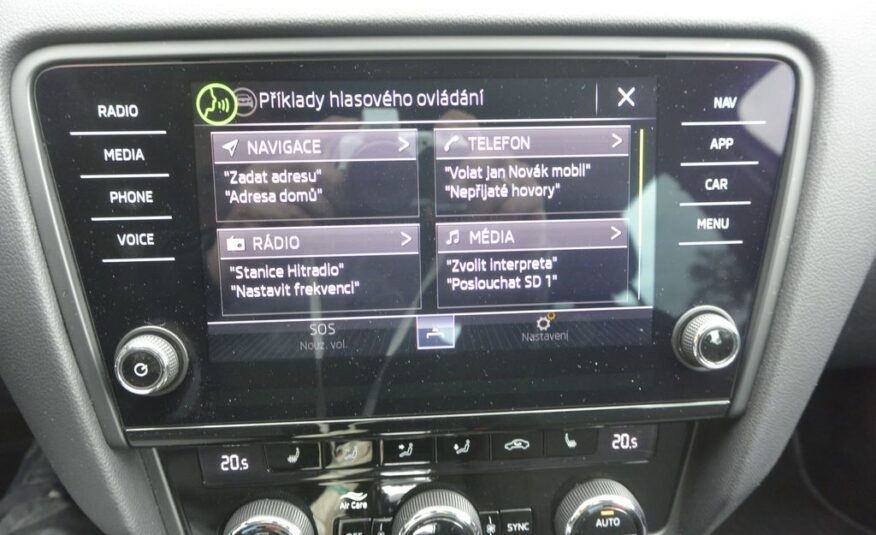 RADIO
MEDIA
PHONE
VOICE
Příklady hlasového ovládání
NAVIGACE
"Zadat adresu"
"Adresa domů"
TELEFON
"Volat Jan Novák mobil"
"Nepřijaté hovory"
RÁDIO
"Stanice Hitradio"
"Nastavit frekvenci"
MÉDIA
"Zvolit interpreta"
"Poslouchat SD 1"
SOS
Nouz. vol.
Nastavení
NAV
APP
CAR
MENU
20.5
20.5
Air Care
OFF
SYNC
AUTO